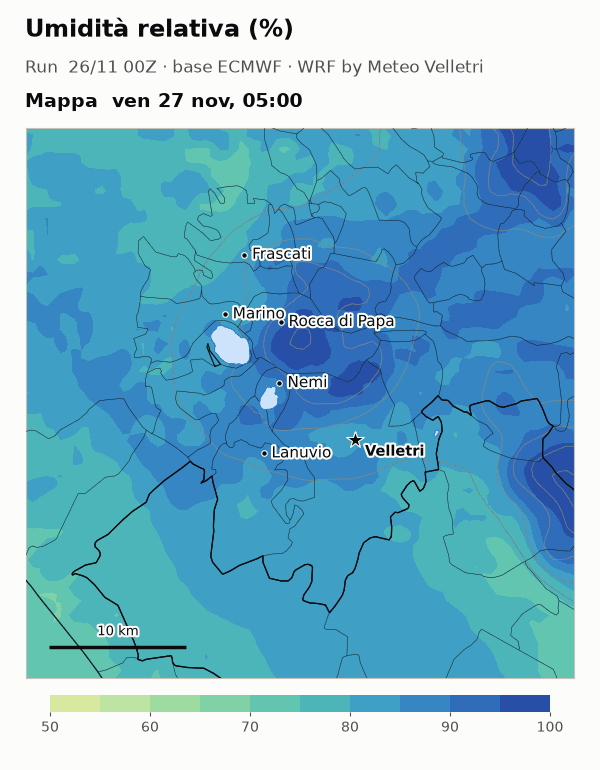 Umidità relativa (%)
Run  26/11 00Z · base ECMWF · WRF by Meteo Velletri
Mappa  ven 27 nov, 05:00
Frascati
Marino
Rocca di Papa
Nemi
Lanuvio
Velletri
10 km
50 60 70 80 90 100